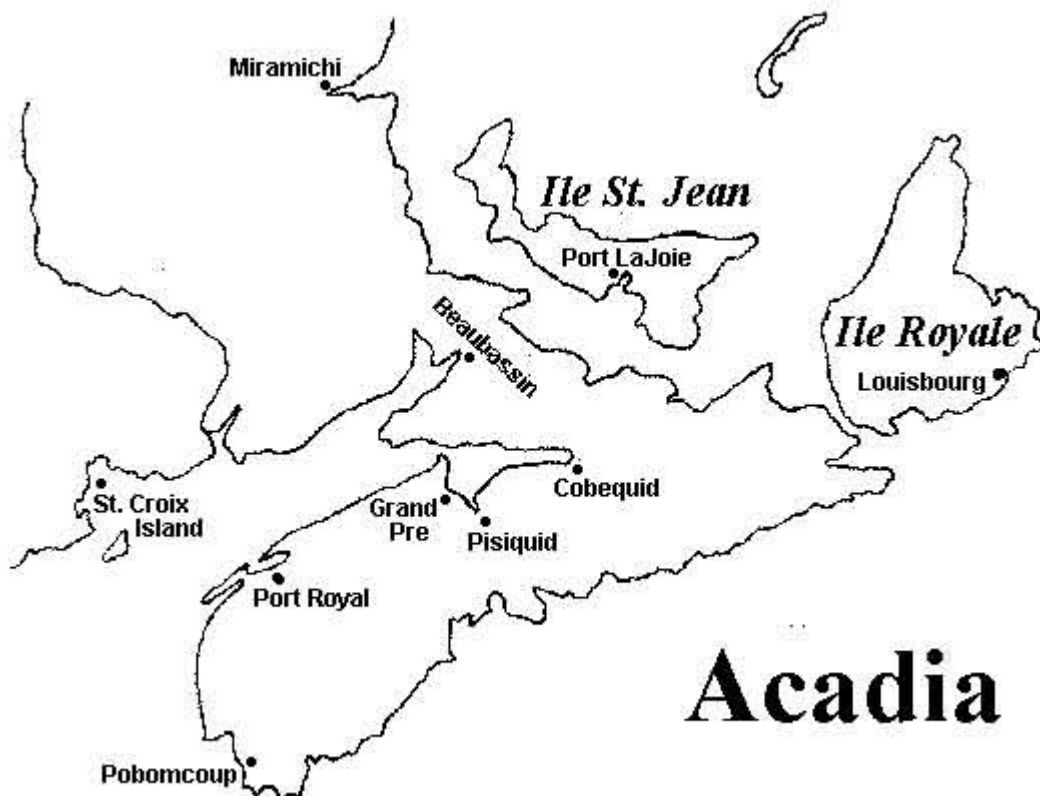 Miramichi
Ile St. Jean
Port LaJoie
Beaubassin
Ile Royale
Louisbourg
Cobequid
St. Croix
Island
Grand
Pre
Pisiquid
Port Royal
Acadia
Pobomcoup